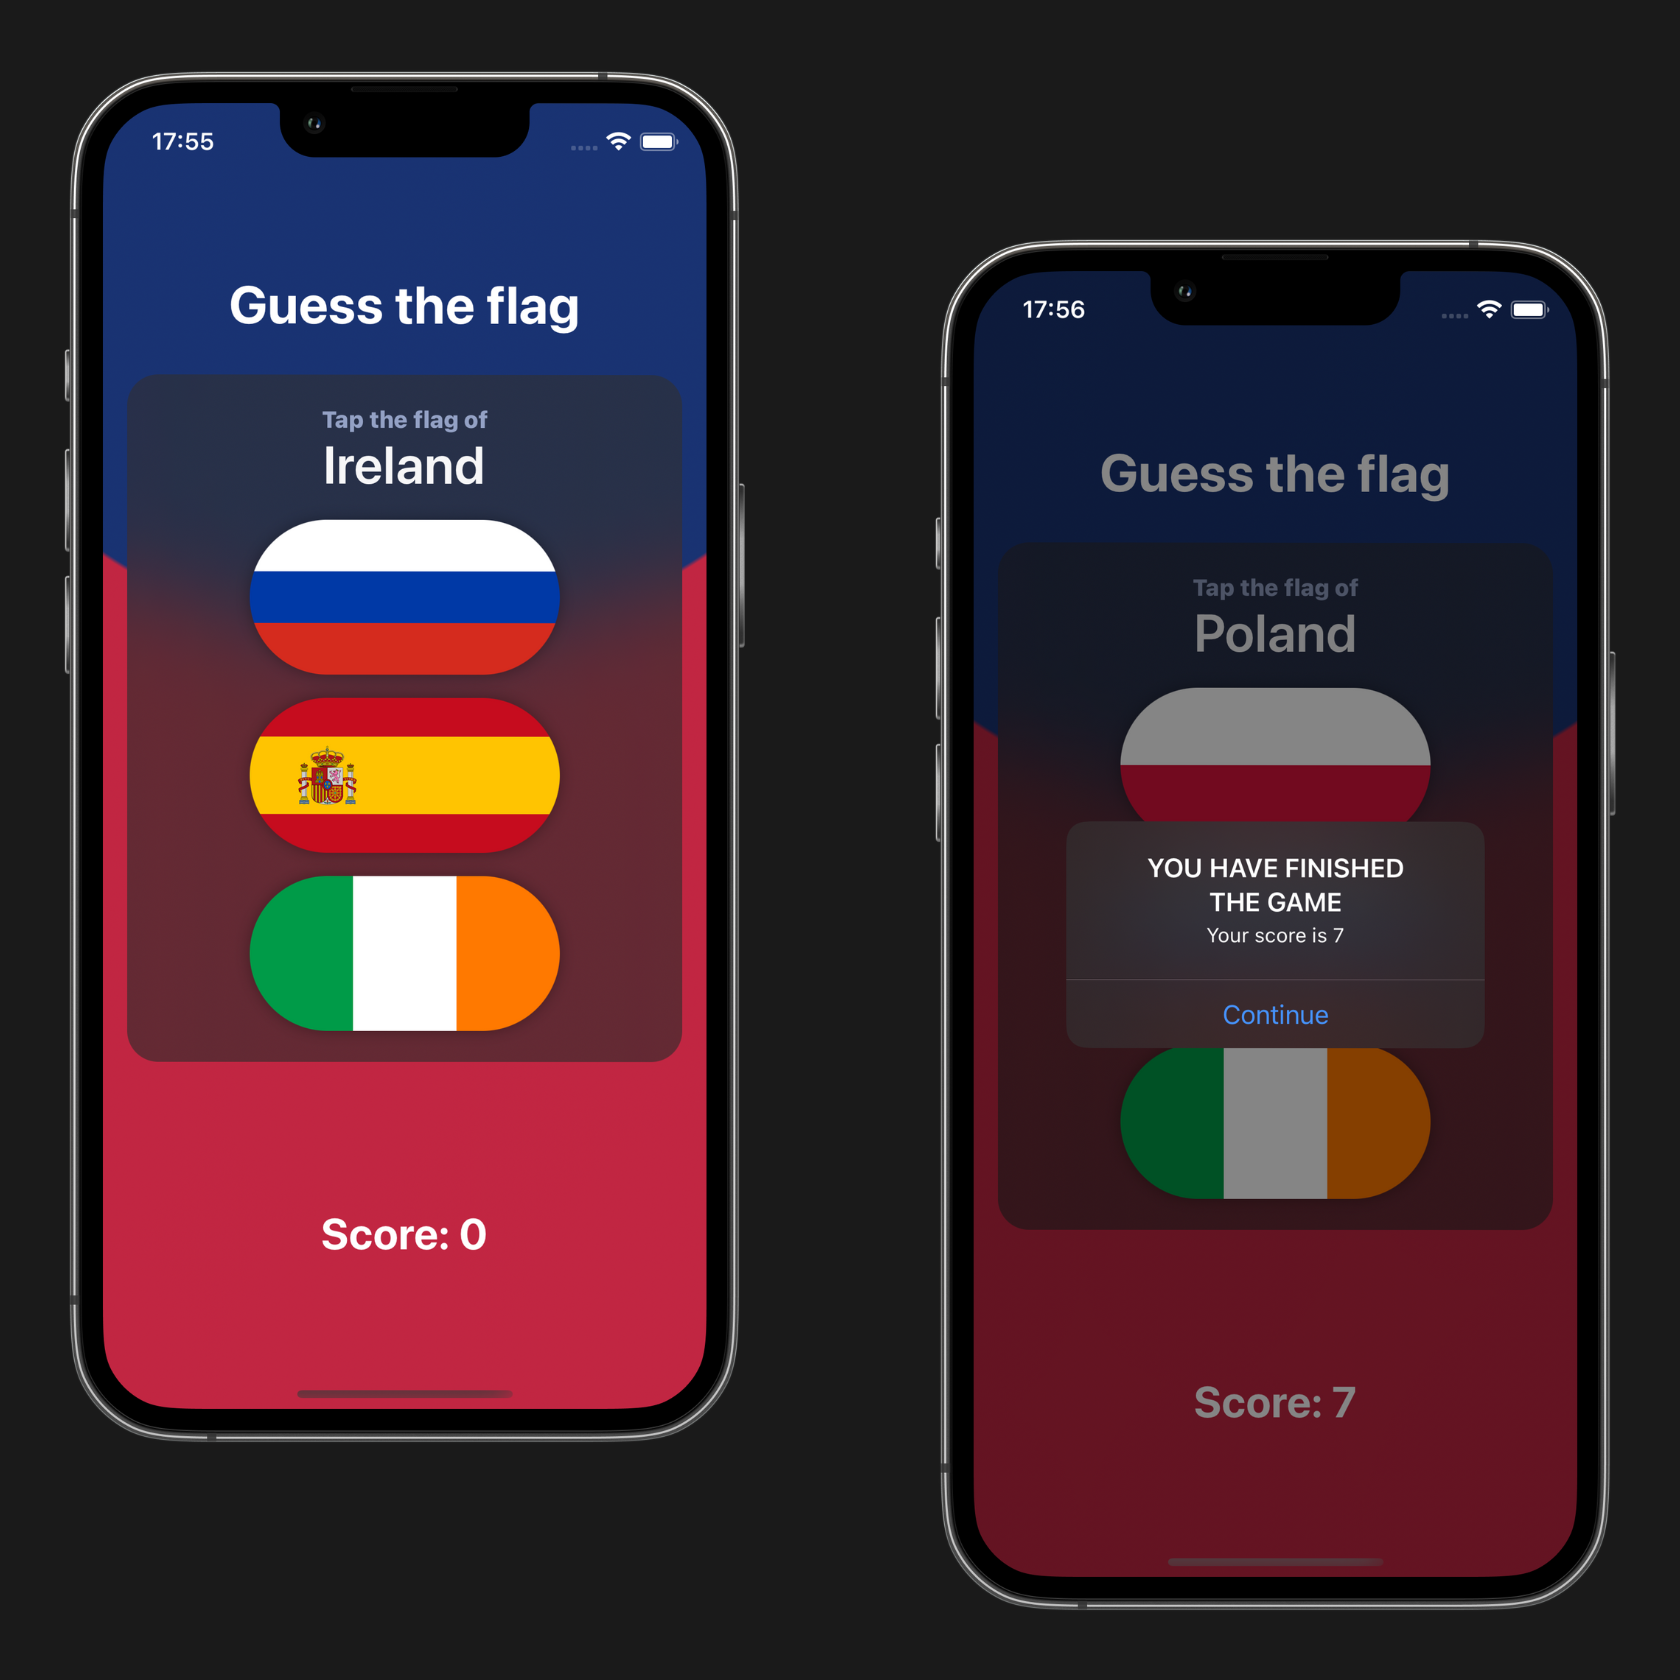 17:55
Guess the flag
Tap the flag of
Ireland
Score: 0
17:56
Guess the flag
Tap the flag of
Poland
YOU HAVE FINISHED
THE GAME
Your score is 7
Continue
Score: 7